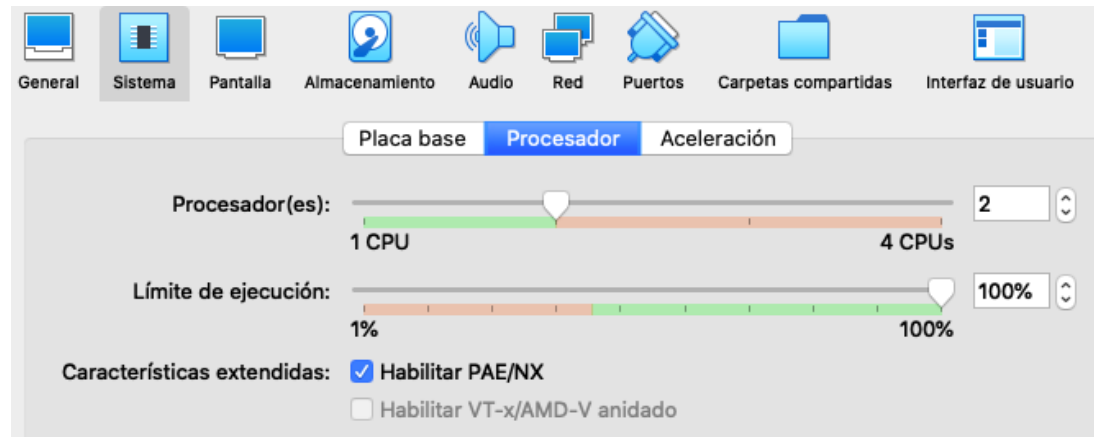 General Sistema Pantalla Almacenamiento Audio Red Puertos Carpetas compartidas Interfaz de usuario
Placa base Procesador Aceleración
Procesador(es): 2
1 CPU 4 CPUs
Límite de ejecución: 100%
1% 100%
Características extendidas: Habilitar PAE/NX
Habilitar VT-x/AMD-V anidado